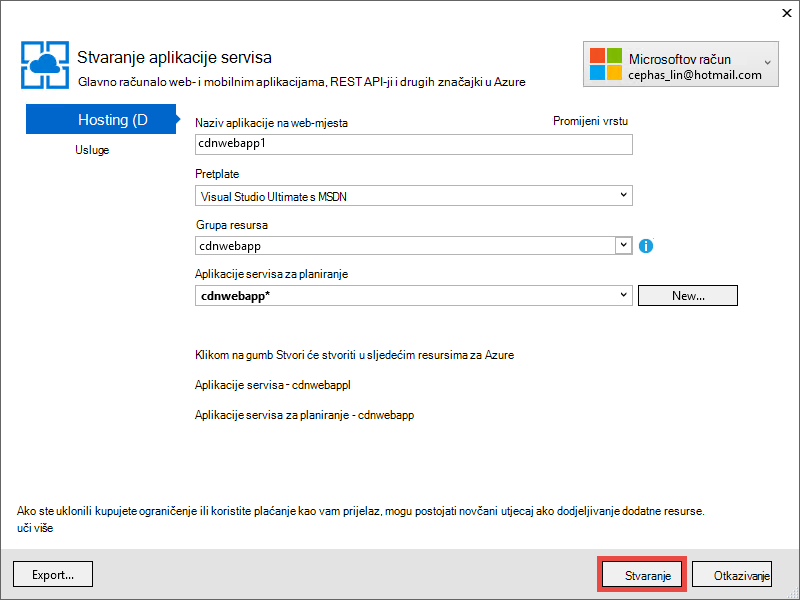 Stvaranje aplikacije servisa
Glavno računalo web- i mobilnim aplikacijama, REST API-ji i drugih značajki u Azure
Microsoftov račun
cephas_lin@hotmail.com
Hosting (D
Usluge
Naziv aplikacije na web-mjesta
Promijeni vrstu
cdnwebapp1
Pretplate
Visual Studio Ultimate s MSDN
Grupa resursa
cdnwebapp
Aplikacije servisa za planiranje
cdnwebapp*
New...
Klikom na gumb Stvori će stvoriti u sljedećim resursima za Azure
Aplikacije servisa - cdnwebappl
Aplikacije servisa za planiranje - cdnwebapp
Ako ste uklonili kupujete ograničenje ili koristite plaćanje kao vam prijelaz, mogu postojati novčani utjecaj ako dodjeljivanje dodatne resurse.
uči više
Export...
Stvaranje
Otkazivanje